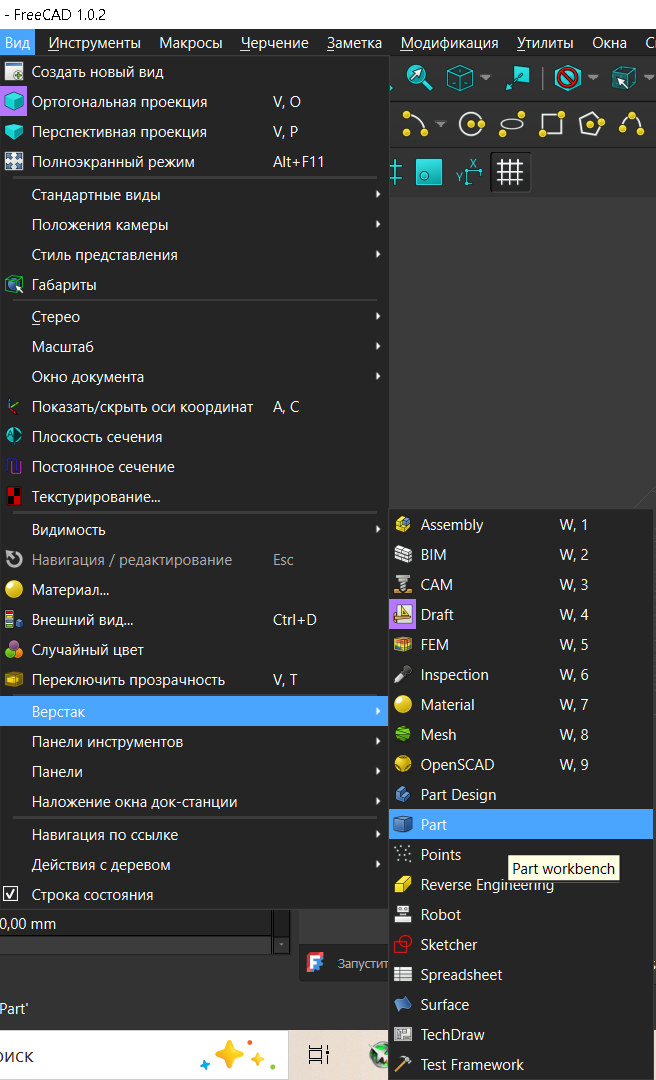 - FreeCAD 1.0.2
Вид Инструменты Макросы Черчение Заметка Модификация Утилиты Окна
Создать новый вид
Ортогональная проекция V, O
Перспективная проекция V, P
Полноэкранный режим Alt+F11
Стандартные виды
Положения камеры
Стиль представления
Габариты
Стерео
Масштаб
Окно документа
Показать/скрыть оси координат A, C
Плоскость сечения
Постоянное сечение
Текстурирование...
Видимость
Навигация / редактирование Esc
Материал...
Внешний вид... Ctrl+D
Случайный цвет
Переключить прозрачность V, T
Верстак
Панели инструментов
Панели
Наложение окна док-станции
Навигация по ссылке
Действия с деревом
Строка состояния
Assembly W, 1
BIM W, 2
CAM W, 3
Draft W, 4
FEM W, 5
Inspection W, 6
Material W, 7
Mesh W, 8
OpenSCAD W, 9
Part Design
Part
Points
Part workbench
Reverse Engineering
Robot
Sketcher
Spreadsheet
Surface
TechDraw
Test Framework
0,00 mm
Запустит
Part'
оиск